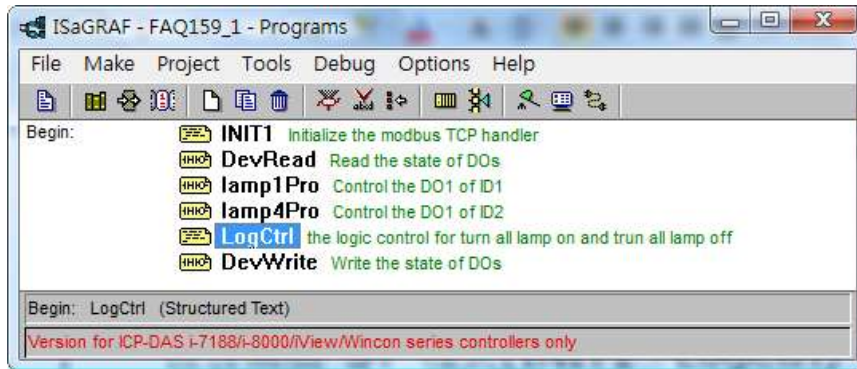 ISaGRAF - FAQ159_1 - Programs
File Make Project Tools Debug Options Help
Begin: INIT1 Initialize the modbus TCP handler
DevRead Read the state of DOs
lamp1Pro Control the DO1 of ID1
lamp4Pro Control the DO1 of ID2
LogCtrl the logic control for turn all lamp on and trun all lamp off
DevWrite Write the state of DOs
Begin: LogCtrl (Structured Text)
Version for ICP-DAS i-7188/i-8000/iView/Wincon series controllers only